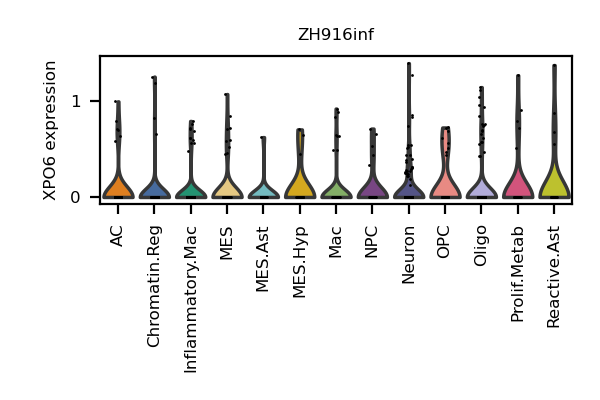 ZH916inf
XPO6 expression
1
0
AC
Chromatin.Reg
Inflammatory.Mac
MES
MES.Ast
MES.Hyp
Mac
NPC
Neuron
OPC
Oligo
Prolif.Metab
Reactive.Ast